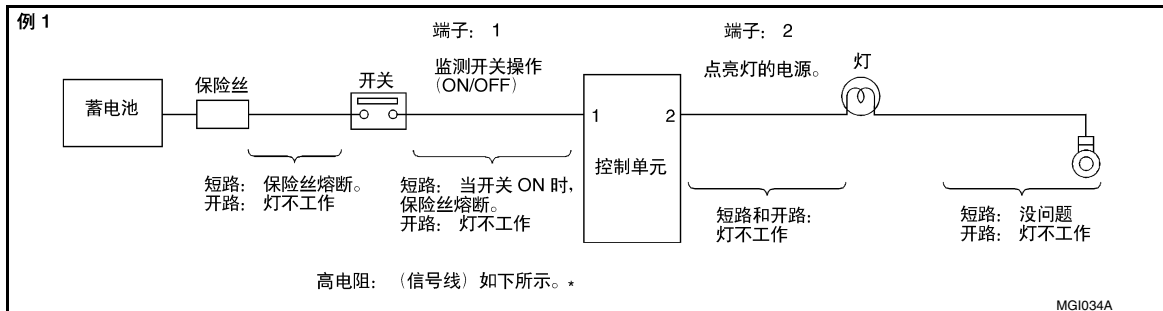 例 1
端子： 1
端子： 2
监测开关操作
(ON/OFF)
点亮灯的电源。
灯
保险丝
开关
蓄电池
1
2
控制单元
短路： 保险丝熔断。
开路： 灯不工作
短路： 当开关 ON 时，
保险丝熔断。
开路： 灯不工作
短路和开路：
灯不工作
短路： 没问题
开路： 灯不工作
高电阻： （信号线）如下所示。*
MGI034A